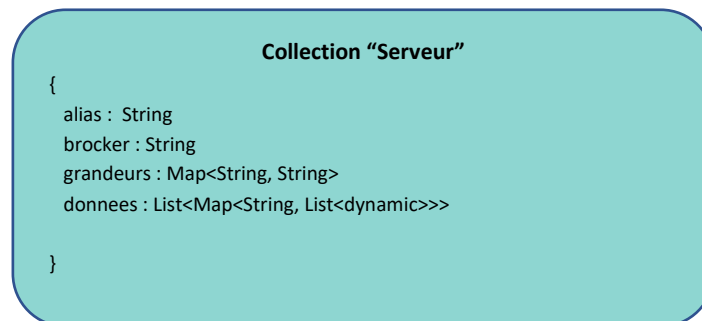 Collection “Serveur”
{
alias : String
brocker : String
grandeurs : Map<String, String>
donnees : List<Map<String, List<dynamic>>>
}